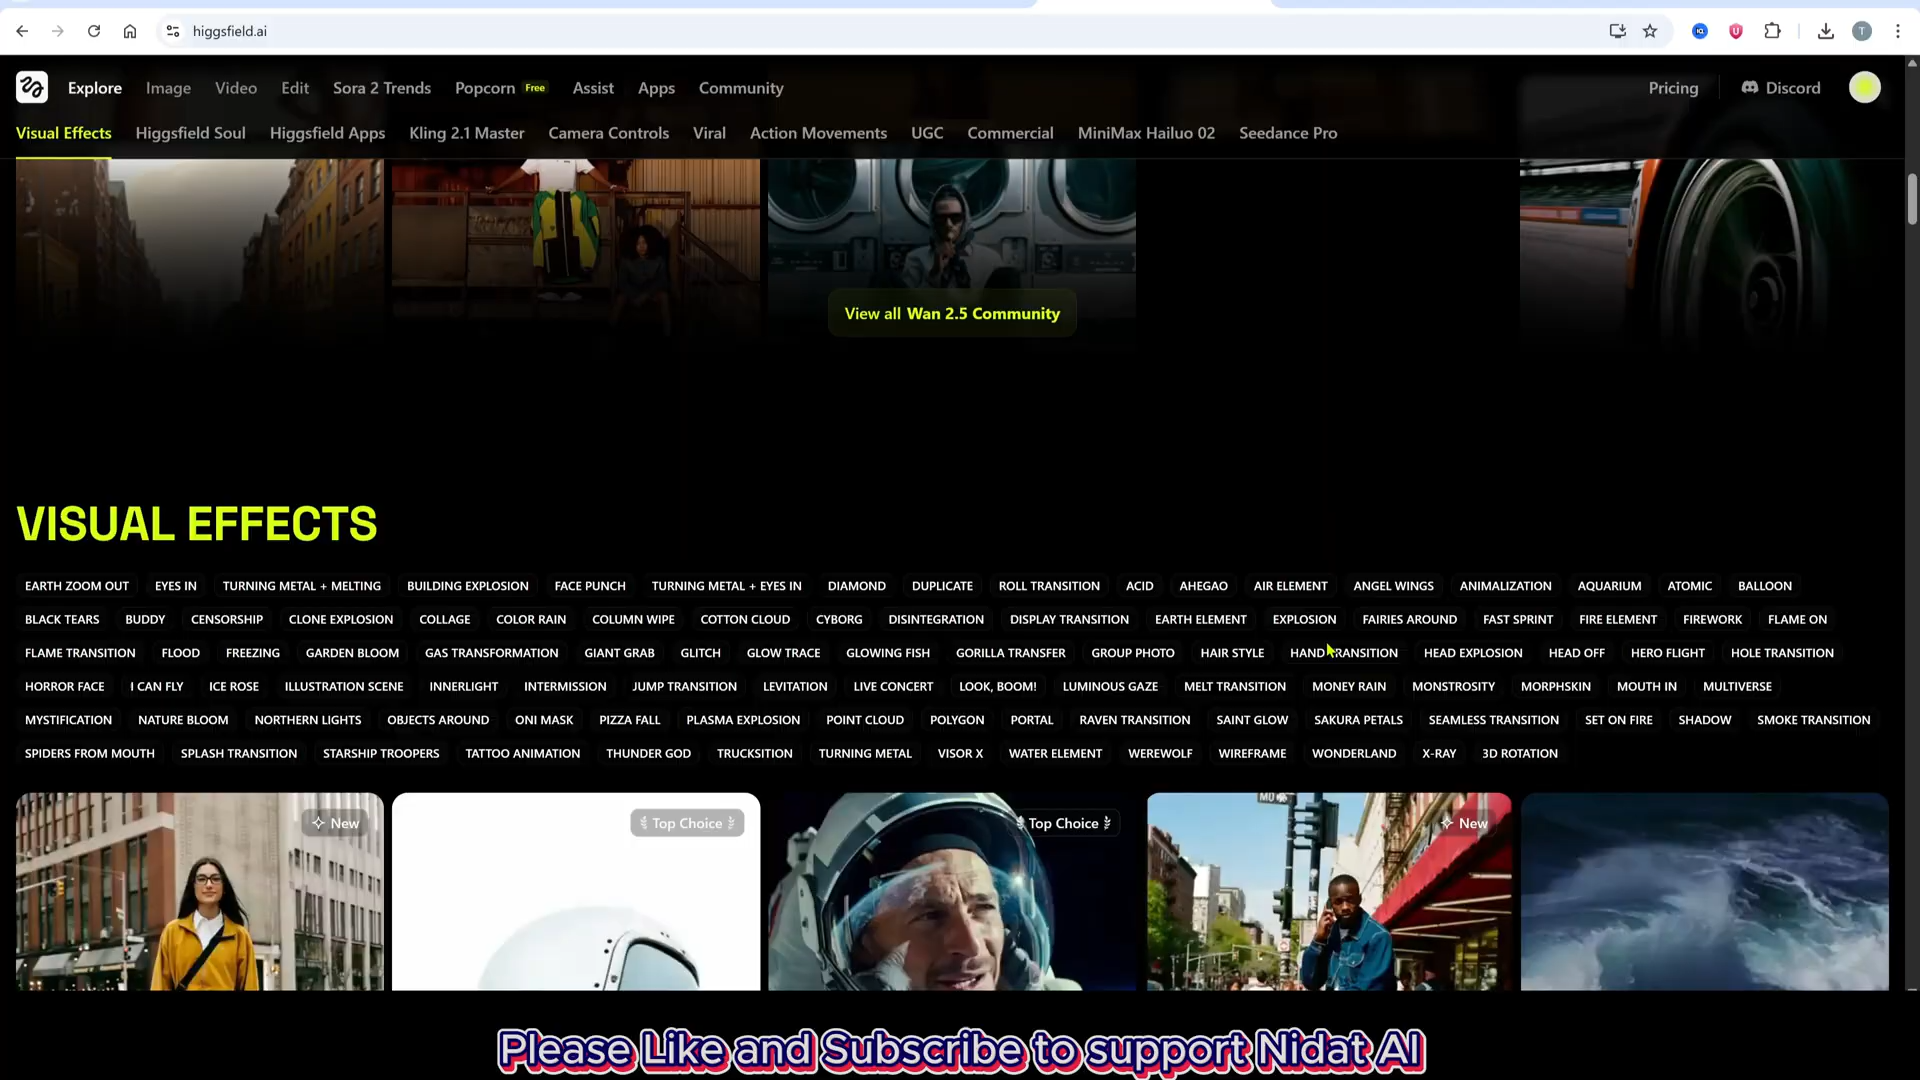 higgsfield.ai
T
Explore Image Video Edit Sora 2 Trends Popcorn Free Assist Apps Community Pricing Discord
Visual Effects Higgsfield Soul Higgsfield Apps Kling 2.1 Master Camera Controls Viral Action Movements UGC Commercial MiniMax Hailuo 02 Seedance Pro
View all Wan 2.5 Community
VISUAL EFFECTS
EARTH ZOOM OUT EYES IN TURNING METAL + MELTING BUILDING EXPLOSION FACE PUNCH TURNING METAL + EYES IN DIAMOND DUPLICATE ROLL TRANSITION ACID AHEGAO AIR ELEMENT ANGEL WINGS ANIMALIZATION AQUARIUM ATOMIC BALLOON
BLACK TEARS BUDDY CENSORSHIP CLONE EXPLOSION COLLAGE COLOR RAIN COLUMN WIPE COTTON CLOUD CYBORG DISINTEGRATION DISPLAY TRANSITION EARTH ELEMENT EXPLOSION FAIRIES AROUND FAST SPRINT FIRE ELEMENT FIREWORK FLAME ON
FLAME TRANSITION FLOOD FREEZING GARDEN BLOOM GAS TRANSFORMATION GIANT GRAB GLITCH GLOW TRACE GLOWING FISH GORILLA TRANSFER GROUP PHOTO HAIR STYLE HAND TRANSITION HEAD EXPLOSION HEAD OFF HERO FLIGHT HOLE TRANSITION
HORROR FACE I CAN FLY ICE ROSE ILLUSTRATION SCENE INNERLIGHT INTERMISSION JUMP TRANSITION LEVITATION LIVE CONCERT LOOK, BOOM! LUMINOUS GAZE MELT TRANSITION MONEY RAIN MONSTROSITY MORPHSKIN MOUTH IN MULTIVERSE
MYSTIFICATION NATURE BLOOM NORTHERN LIGHTS OBJECTS AROUND ONI MASK PIZZA FALL PLASMA EXPLOSION POINT CLOUD POLYGON PORTAL RAVEN TRANSITION SAINT GLOW SAKURA PETALS SEAMLESS TRANSITION SET ON FIRE SHADOW SMOKE TRANSITION
SPIDERS FROM MOUTH SPLASH TRANSITION STARSHIP TROOPERS TATTOO ANIMATION THUNDER GOD TRUCKSITION TURNING METAL VISOR X WATER ELEMENT WEREWOLF WIREFRAME WONDERLAND X-RAY 3D ROTATION
New Top Choice Top Choice New
Please Like and Subscribe to support Nidat AI